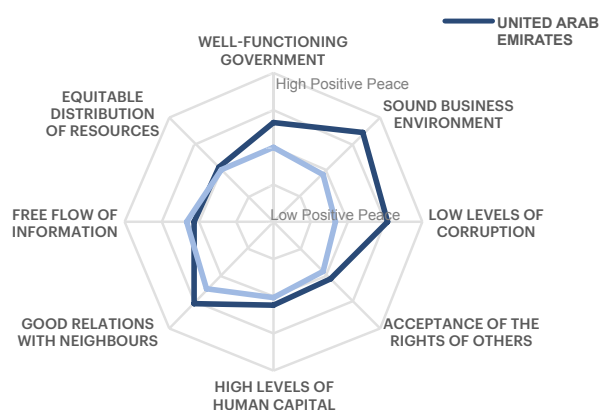 UNITED ARAB
EMIRATES
WELL-FUNCTIONING
GOVERNMENT
High Positive Peace
SOUND BUSINESS
ENVIRONMENT
EQUITABLE
DISTRIBUTION
OF RESOURCES
FREE FLOW OF
INFORMATION
Low Positive Peace
LOW LEVELS OF
CORRUPTION
GOOD RELATIONS
WITH NEIGHBOURS
ACCEPTANCE OF THE
RIGHTS OF OTHERS
HIGH LEVELS OF
HUMAN CAPITAL